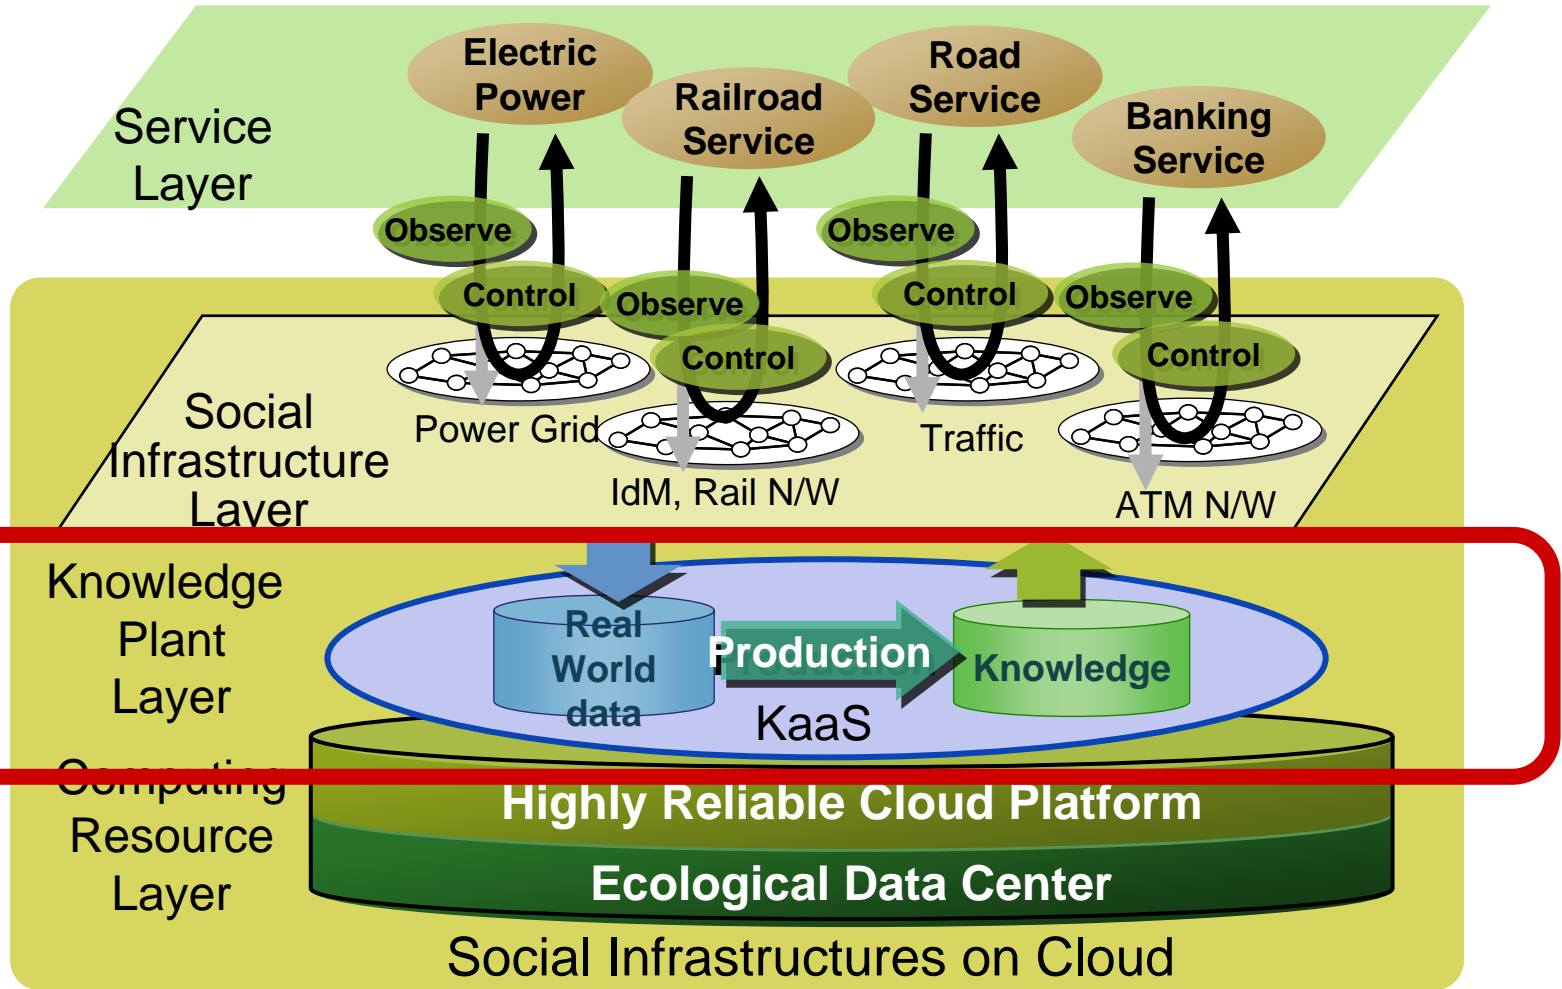 Electric
Power
Railroad
Service
Road
Service
Banking
Service
Service
Layer
Observe
Control
Observe
Control
Observe
Control
Observe
Control
Power Grid
IdM, Rail N/W
Traffic
ATM N/W
Social
Infrastructure
Layer
Knowledge
Plant
Layer
Real
World
data
Production
Knowledge
KaaS
Computing
Resource
Layer
Highly Reliable Cloud Platform
Ecological Data Center
Social Infrastructures on Cloud